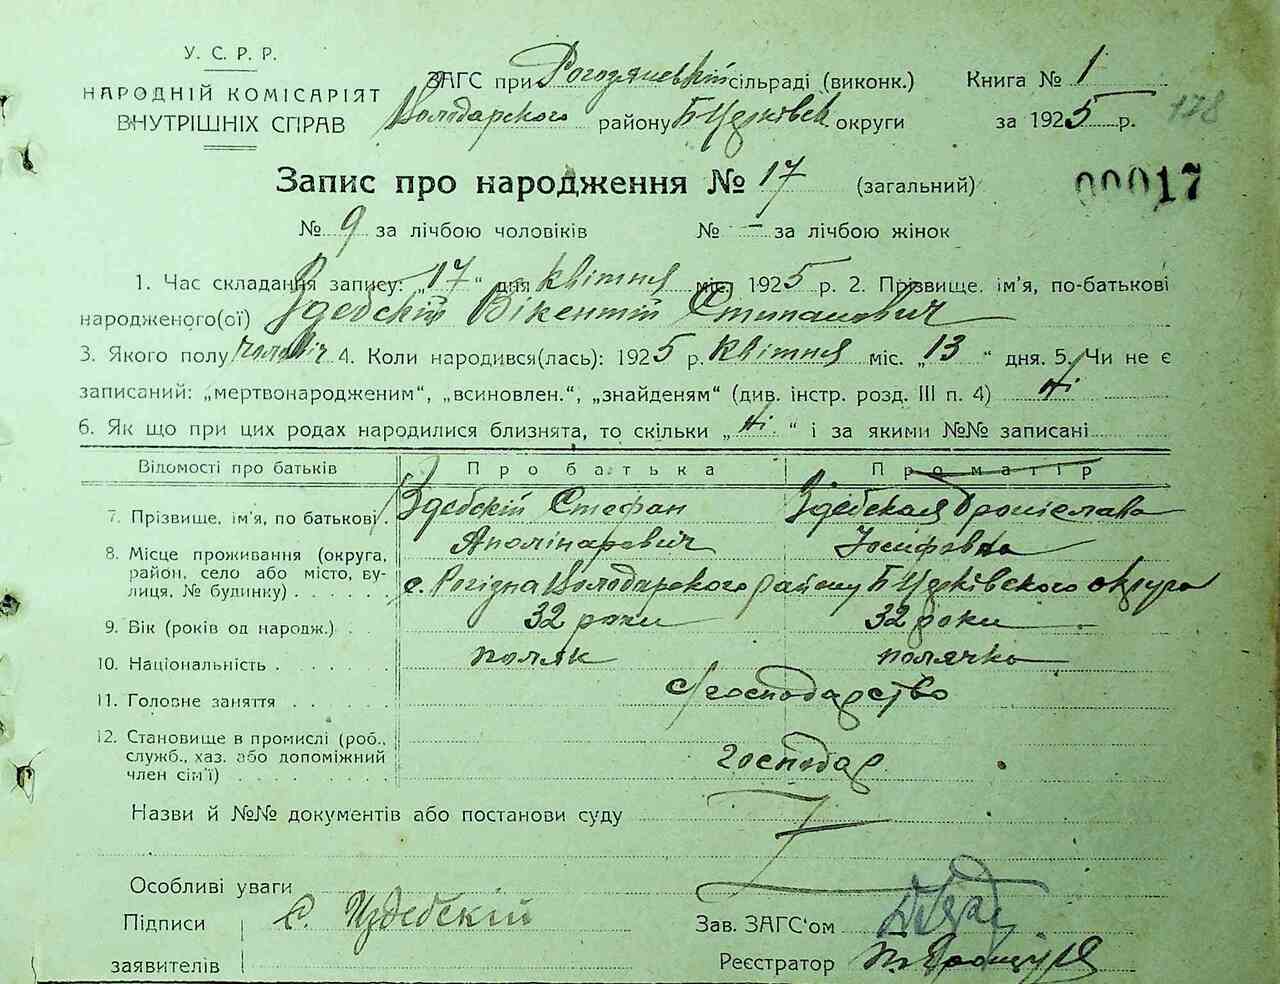 У. С. Р. Р.
НАРОДНІЙ КОМІСАРІЯТ
ВНУТРІШНІХ СПРАВ
ЗАГС при сільраді (виконк.) Книга № 1
Володарского району Б Церківськ округи за 1925 р. 178
Запис про народження № 17 (загальний) 00017
№ 9 за лічбою чоловіків № — за лічбою жінок
1. Час складання запису: „17“ дня квітня міс. 1925 р. 2. Прізвище, ім'я, по-батькові
народженого(ої) Здебскій Вікентій Степанович
3. Якого полу чолвіч 4. Коли народився(лась): 1925 р. квітня міс. „13“ дня. 5. Чи не є
записаний: „мертвонародженим“, „всиновлен.“, „знайденям“ (див. інстр. розд. III п. 4) Ні
6. Як що при цих родах народилися близнята, то скільки „Ні“ і за якими №№ записані
Відомості про батьків Про батька Про матір
7. Прізвище, ім'я, по батькові Здебскій Стефан Аполінарович Здебская Броніслава Йосифовна
8. Місце проживання (округа, район, село або місто, вулиця, № будинку) с. Рогізна Володарского району Б Церківского округа
9. Вік (років од народж.) 32 роки 32 роки
10. Національність поляк полячка
11. Головне заняття с/господарство
12. Становище в промислі (роб., служб., хаз. або допоміжний член сім'ї) господар
Назви й №№ документів або постанови суду
Особливі уваги
Підписи С. Издебскій Зав. ЗАГС'ом
заявителів Реєстратор